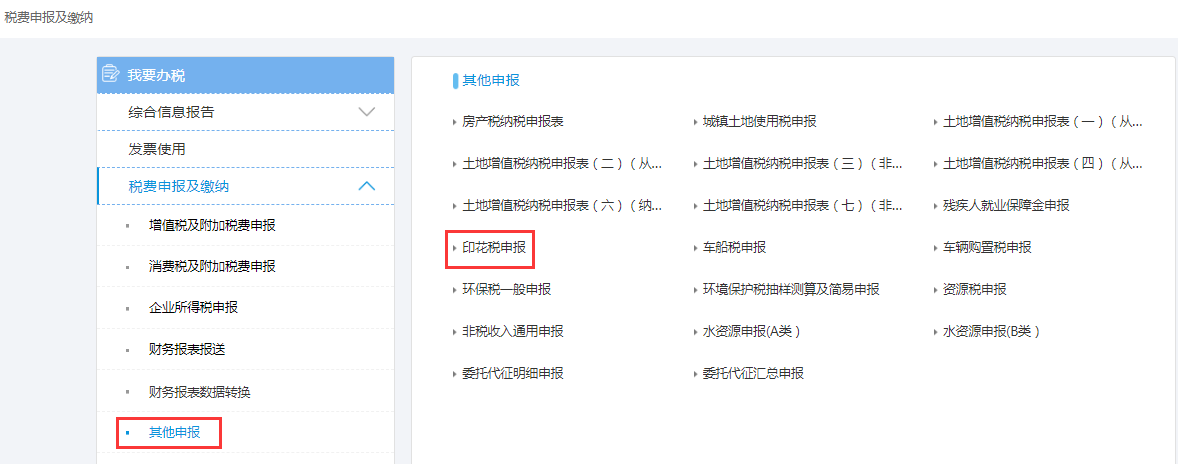 税费申报及缴纳
我要办税
综合信息报告
发票使用
税费申报及缴纳
增值税及附加税费申报
消费税及附加税费申报
企业所得税申报
财务报表报送
财务报表数据转换
其他申报
其他申报
房产税纳税申报表 城镇土地使用税申报 土地增值税纳税申报表（一）（从...
土地增值税纳税申报表（二）（从... 土地增值税纳税申报表（三）（非... 土地增值税纳税申报表（四）（从...
土地增值税纳税申报表（六）（纳... 土地增值税纳税申报表（七）（非... 残疾人就业保障金申报
印花税申报 车船税申报 车辆购置税申报
环保税一般申报 环境保护税抽样测算及简易申报 资源税申报
非税收入通用申报 水资源申报(A类） 水资源申报(B类）
委托代征明细申报 委托代征汇总申报